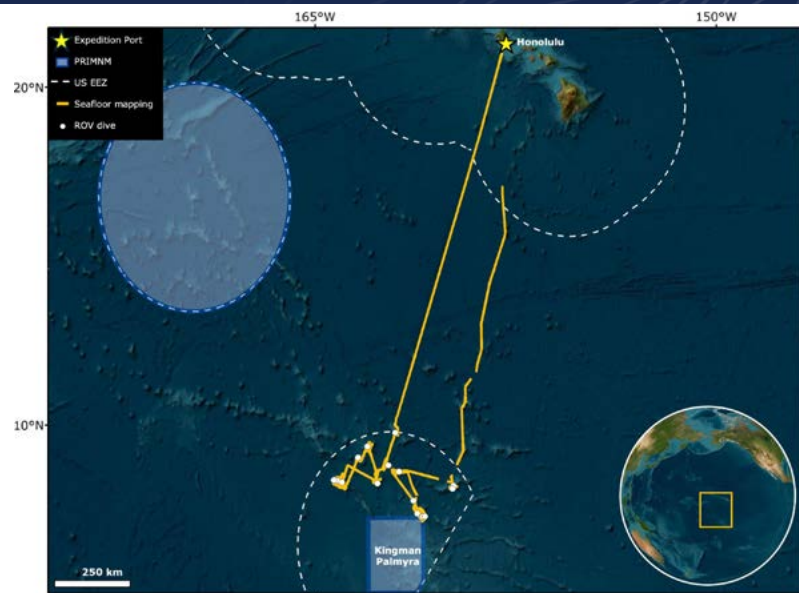 165°W
150°W
Expedition Port
PRIMNM
US EEZ
Seafloor mapping
ROV dive
Honolulu
20°N
10°N
Kingman
Palmyra
250 km